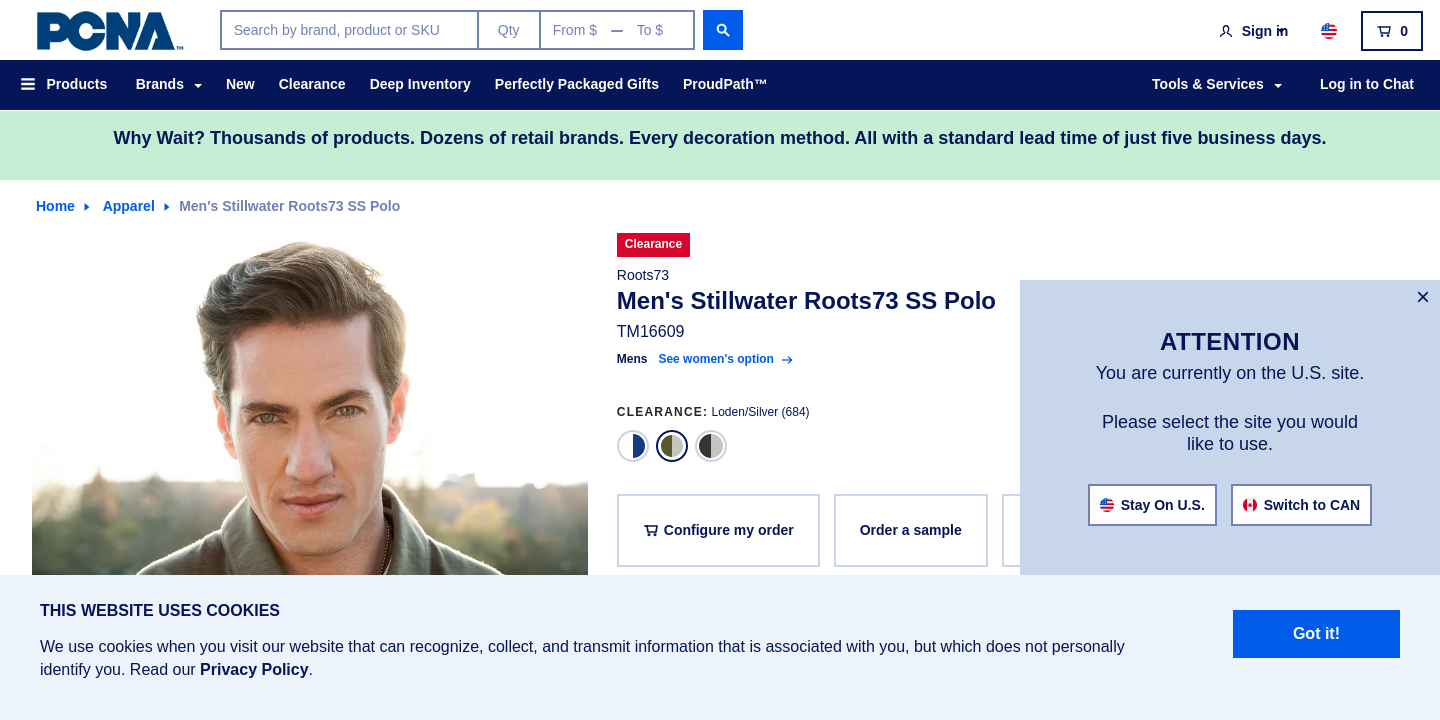 PCNA™
Search by brand, product or SKU
Qty
From $ — To $
Sign in
0
Products
Brands
New
Clearance
Deep Inventory
Perfectly Packaged Gifts
ProudPath™
Tools & Services
Log in to Chat
Why Wait? Thousands of products. Dozens of retail brands. Every decoration method. All with a standard lead time of just five business days.
Home
Apparel
Men's Stillwater Roots73 SS Polo
Clearance
Roots73
Men's Stillwater Roots73 SS Polo
TM16609
Mens
See women's option
CLEARANCE: Loden/Silver (684)
Configure my order
Order a sample
×
ATTENTION
You are currently on the U.S. site.
Please select the site you would
like to use.
Stay On U.S.
Switch to CAN
THIS WEBSITE USES COOKIES
We use cookies when you visit our website that can recognize, collect, and transmit information that is associated with you, but which does not personally
identify you. Read our Privacy Policy.
Got it!